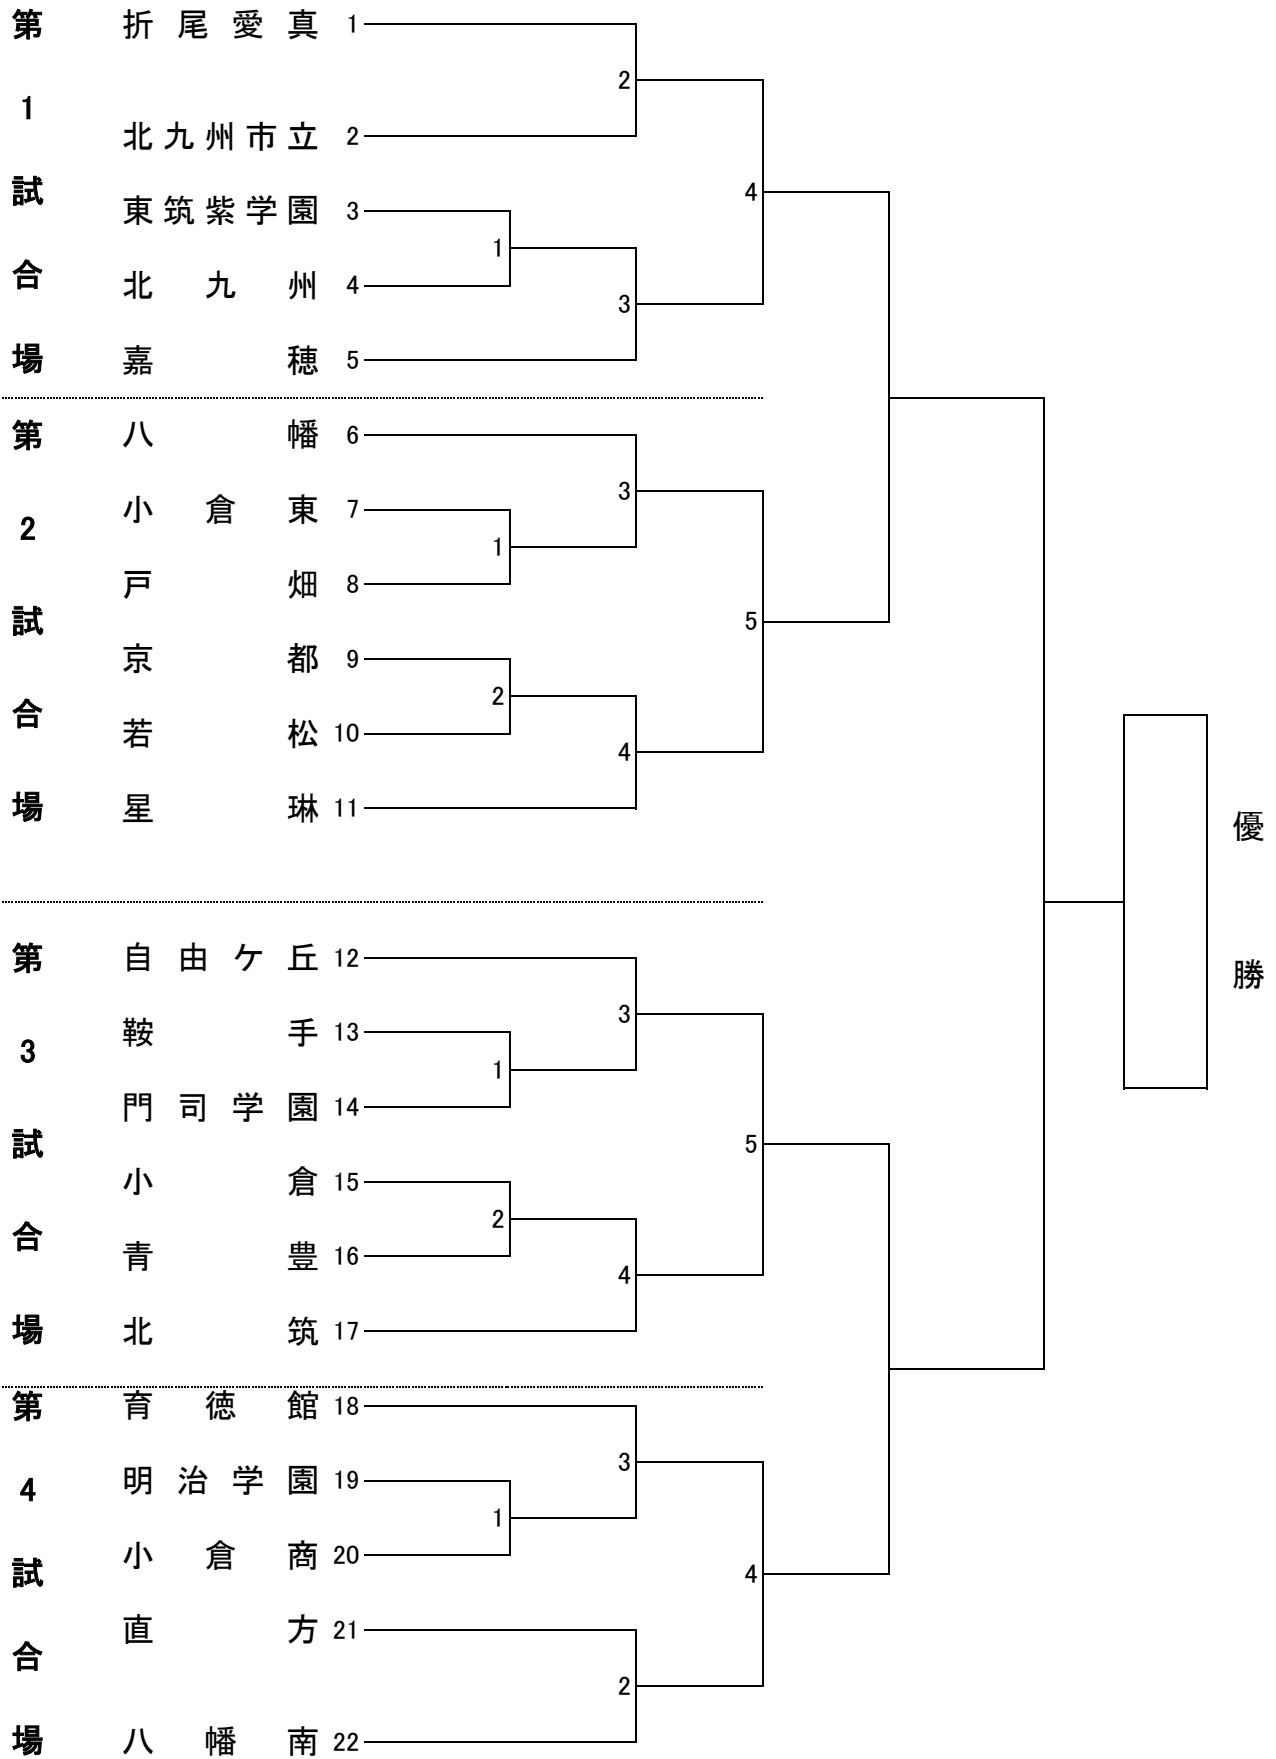 第1試合場
折尾愛真 1
北九州市立 2
東筑紫学園 3
北九州 4
嘉穂 5
2
1
3
4
第2試合場
八幡 6
小倉東 7
戸畑 8
京都 9
若松 10
星琳 11
3
1
2
4
5
第3試合場
自由ケ丘 12
鞍手 13
門司学園 14
小倉 15
青豊 16
北筑 17
3
1
2
4
5
第4試合場
育徳館 18
明治学園 19
小倉商 20
直方 21
八幡南 22
3
1
2
4
優勝